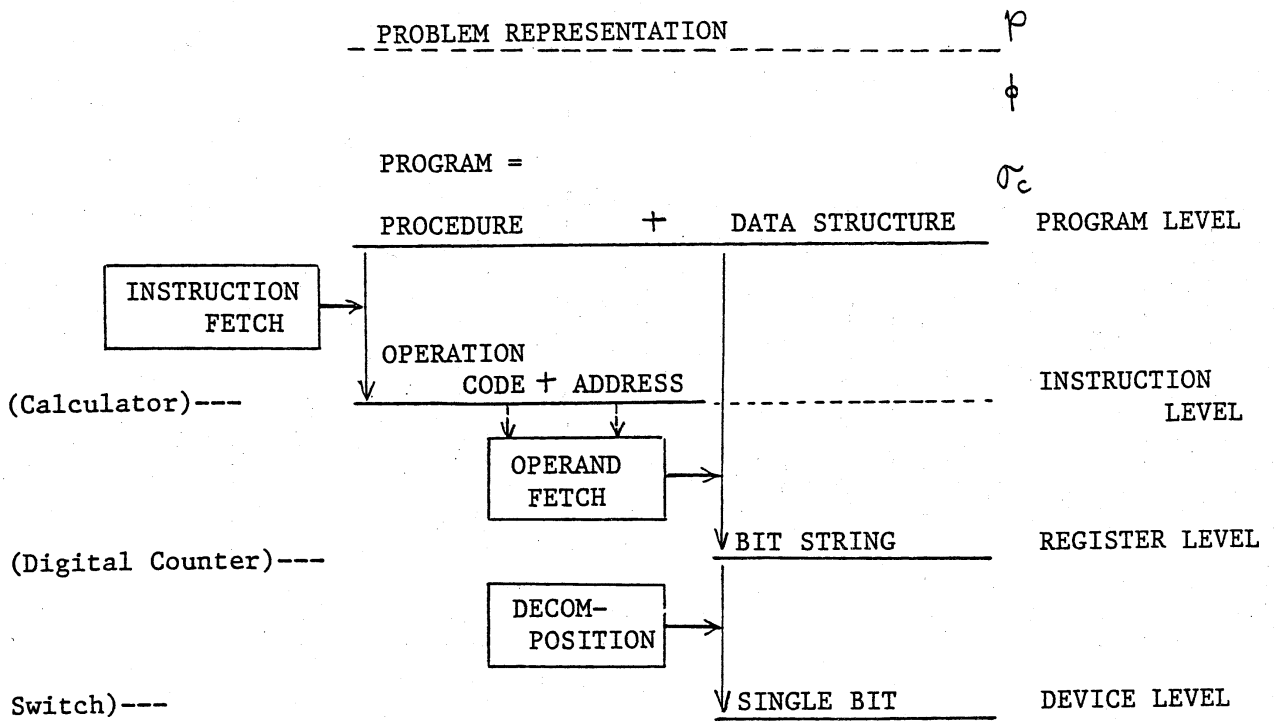 PROBLEM REPRESENTATION p
ϕ
PROGRAM =
σc
PROCEDURE + DATA STRUCTURE PROGRAM LEVEL
INSTRUCTION
FETCH
OPERATION
CODE + ADDRESS
INSTRUCTION
LEVEL
(Calculator)---
OPERAND
FETCH
BIT STRING REGISTER LEVEL
(Digital Counter)---
DECOM-
POSITION
Switch)--- SINGLE BIT DEVICE LEVEL